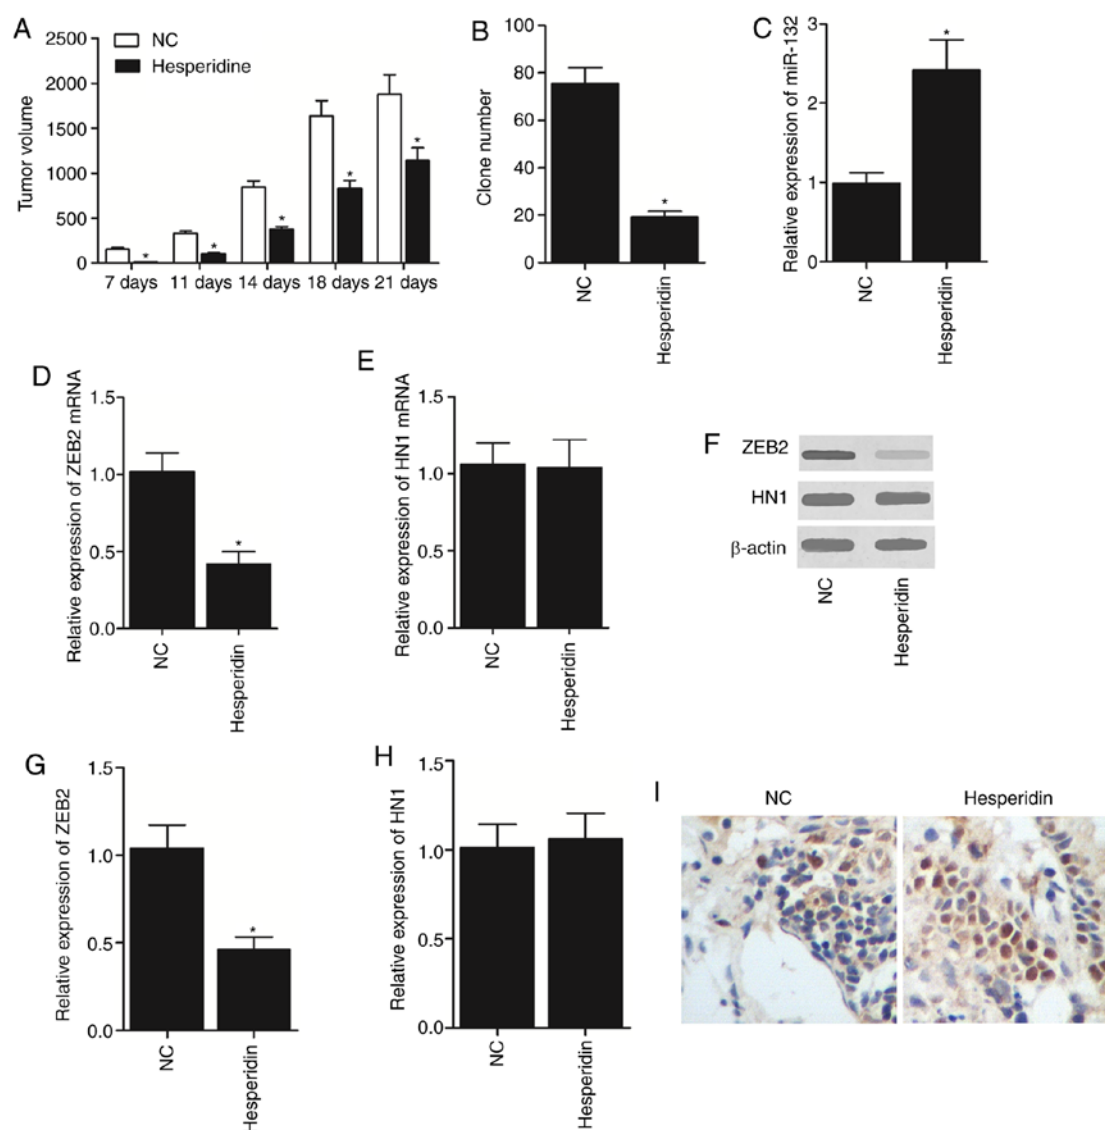 A
Tumor volume
2500
2000
1500
1000
500
0
NC
Hesperidine
*
*
*
*
*
7 days
11 days
14 days
18 days
21 days
B
Clone number
100
80
60
40
20
0
*
NC
Hesperidin
C
Relative expression of miR-132
3
2
1
0
*
NC
Hesperidin
D
Relative expression of ZEB2 mRNA
1.5
1.0
0.5
0.0
*
NC
Hesperidin
E
Relative expression of HN1 mRNA
1.5
1.0
0.5
0.0
NC
Hesperidin
F
ZEB2
HN1
β-actin
NC
Hesperidin
G
Relative expression of ZEB2
1.5
1.0
0.5
0.0
*
NC
Hesperidin
H
Relative expression of HN1
1.5
1.0
0.5
0.0
NC
Hesperidin
I
NC
Hesperidin